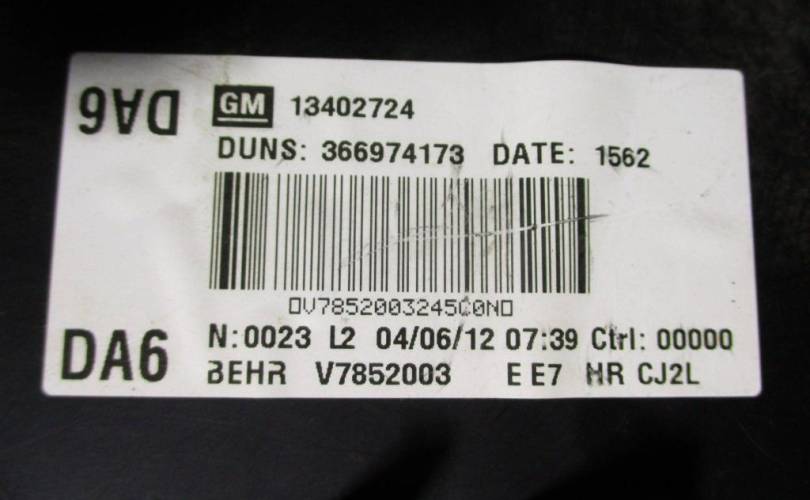 DA6
GM 13402724
DUNS: 366974173 DATE: 1562
V7852003245C0N
N:0023 L2 04/06/12 07:39 Ctrl: 00000
DA6
BEHR V7852003 E E7 HR CJ2L